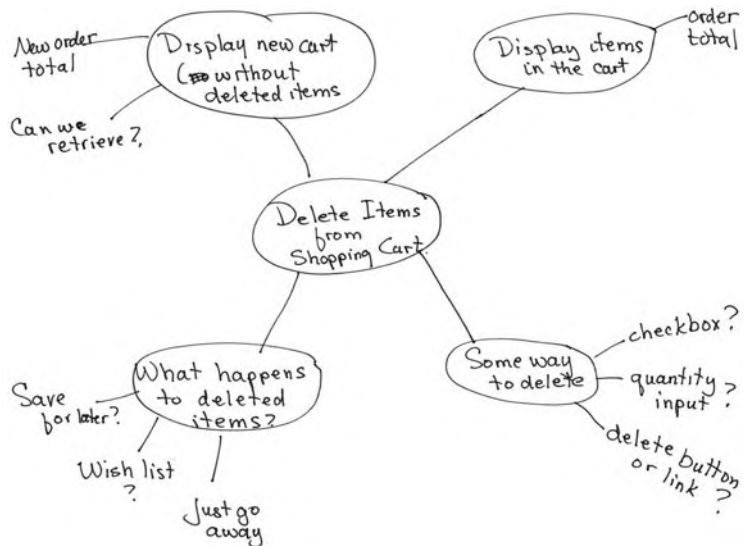 New order
total
Display new cart
( without
deleted items
Can we
retrieve?
Display items
in the cart
order
total
Delete Items
from
Shopping Cart.
What happens
to deleted
items?
Save
for later?
Wish list
?
Just go
away
Some way
to delete
checkbox?
quantity
input?
delete button
or link?